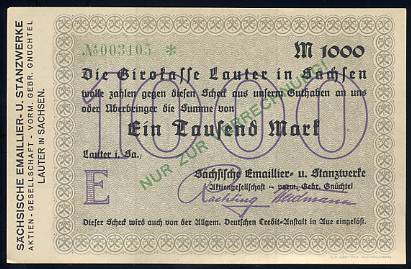 SÄCHSISCHE EMAILLIER- U. STANZWERKE
AKTIEN-GESELLSCHAFT - VORM. GEBR. GNÜCHTEL
LAUTER IN SACHSEN.
№003105 *
M 1000
Die Girokasse Lauter in Sachsen
wolle zahlen gegen diesen Scheck aus unserm Guthaben an uns
oder Überbringer die Summe von
1000
Ein Tausend Mark
NUR ZUR VERRECHNUNG!
Lauter i. Sa.,
Sächsische Emaillier- u. Stanzwerke
Aktiengesellschaft - vorm. Gebr. Gnüchtel
E
Dieser Scheck wird auch von der Allgem. Deutschen Credit-Anstalt in Aue eingelöst.